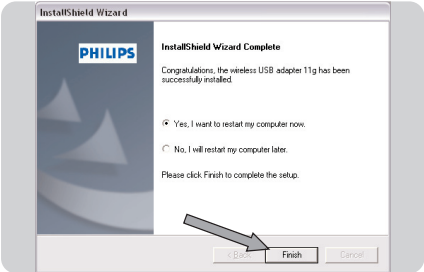 InstallShield Wizard
PHILIPS
InstallShield Wizard Complete
Congratulations, the wireless USB adapter 11g has been
successfully installed.
Yes, I want to restart my computer now.
No, I will restart my computer later.
Please click Finish to complete the setup.
< Back
Finish
Cancel